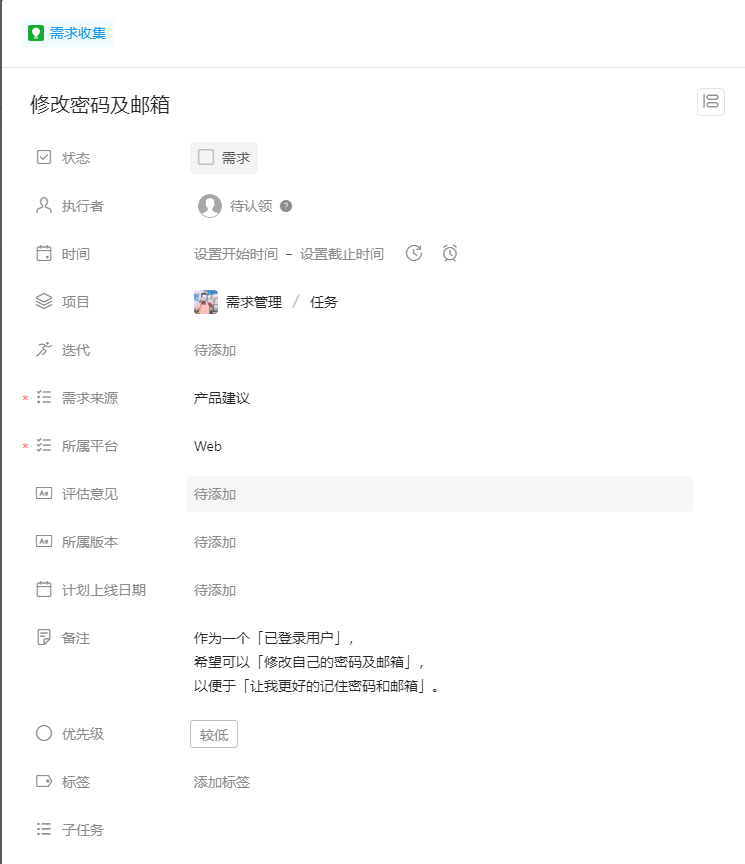 需求收集
修改密码及邮箱
状态 需求
执行者 待认领 ?
时间 设置开始时间 – 设置截止时间
项目 需求管理 / 任务
迭代 待添加
* 需求来源 产品建议
* 所属平台 Web
Aa 评估意见 待添加
Aa 所属版本 待添加
计划上线日期 待添加
备注 作为一个「已登录用户」,
希望可以「修改自己的密码及邮箱」,
以便于「让我更好的记住密码和邮箱」。
优先级 较低
标签 添加标签
子任务